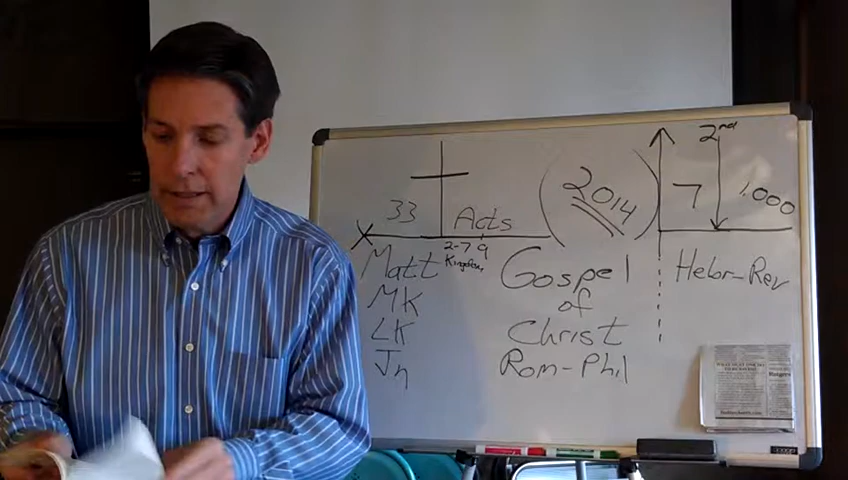 2nd
33
Acts
2014
7
1,000
2-7 9
Kingdom
Matt
MK
LK
Jn
Gospel
of
Christ
Rom-Phil
Hebr-Rev